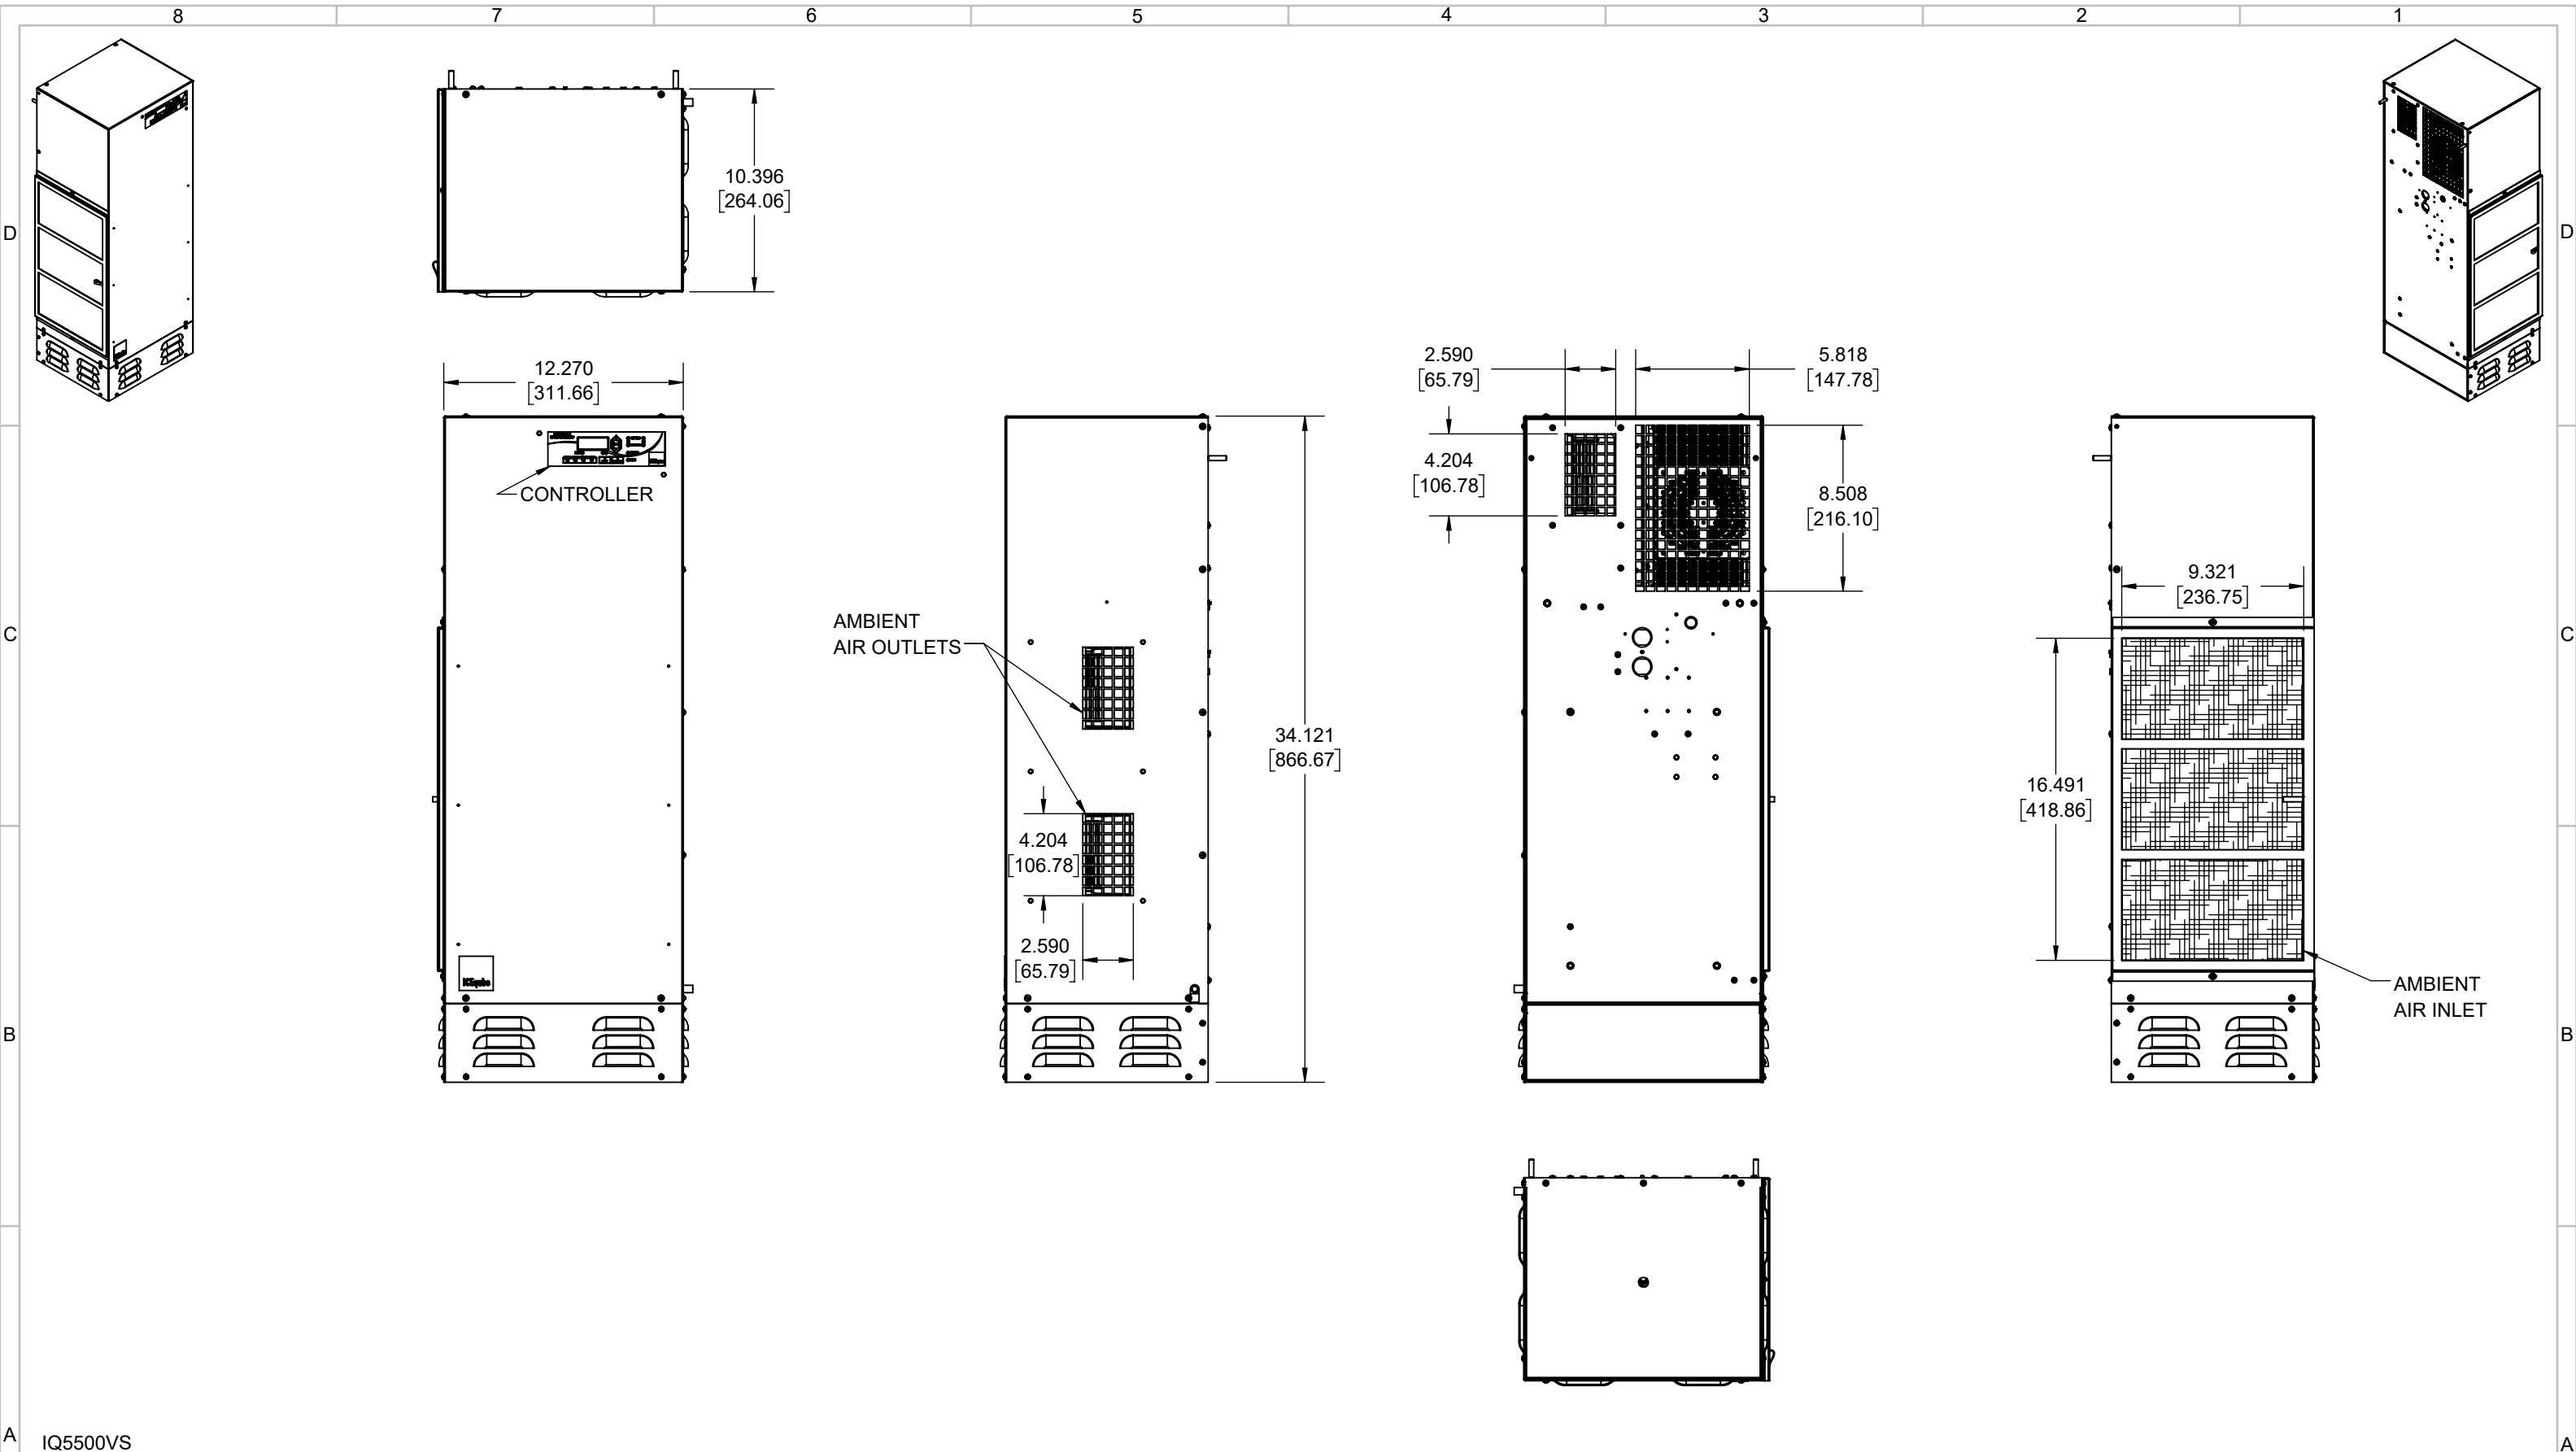 8 7 6 5 4 3 2 1
D
D
10.396
[264.06]
12.270
[311.66]
2.590
[65.79]
5.818
[147.78]
CONTROLLER
4.204
[106.78]
8.508
[216.10]
9.321
[236.75]
C
C
AMBIENT
AIR OUTLETS
34.121
[866.67]
16.491
[418.86]
4.204
[106.78]
2.590
[65.79]
ICEqube
AMBIENT
AIR INLET
B
B
A
A
IQ5500VS